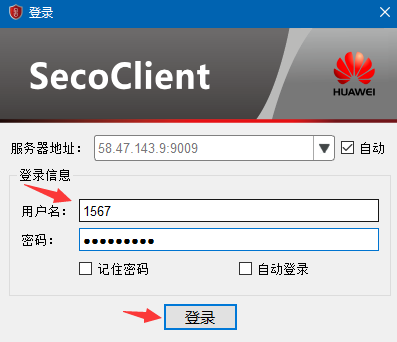 登录
SecoClient
HUAWEI
服务器地址: 58.47.143.9:9009 自动
登录信息
用户名: 1567
密码: ●●●●●●●●●
记住密码 自动登录
登录